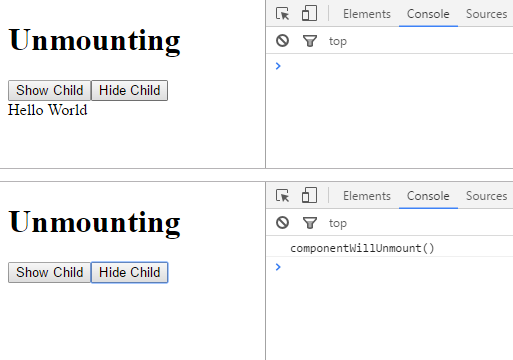 Unmounting
Show Child Hide Child
Hello World
Elements Console Sources
top
Unmounting
Show Child Hide Child
Elements Console Sources
top
componentWillUnmount()